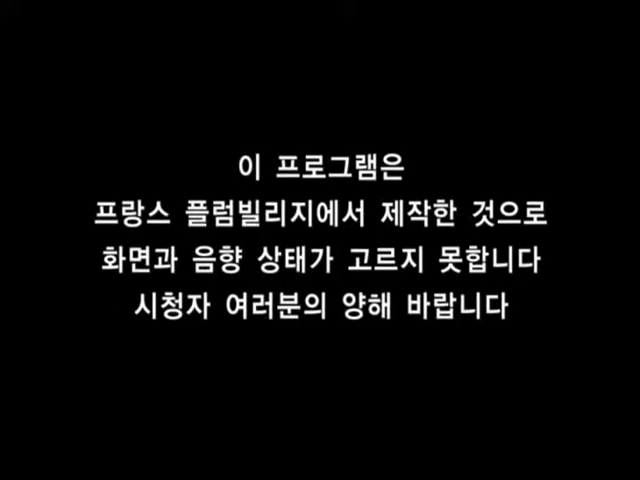 이 프로그램은
프랑스 플럼빌리지에서 제작한 것으로
화면과 음향 상태가 고르지 못합니다
시청자 여러분의 양해 바랍니다